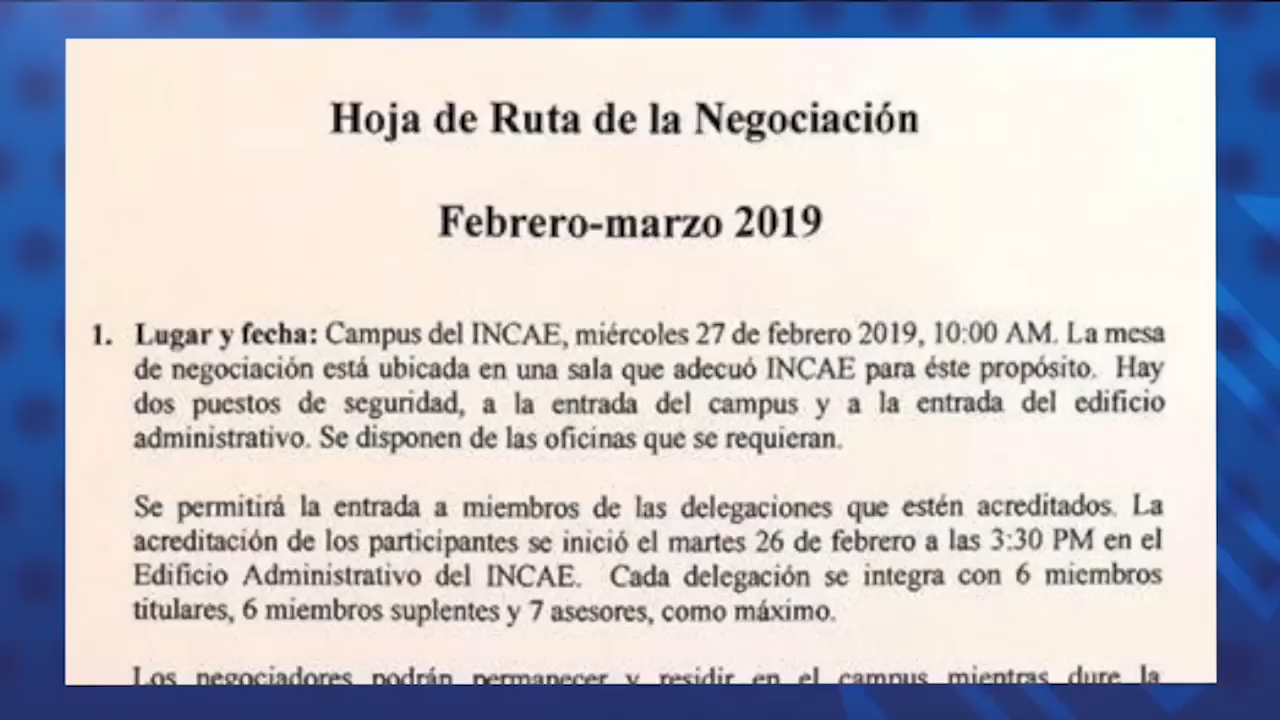 Hoja de Ruta de la Negociación
Febrero-marzo 2019
1. Lugar y fecha: Campus del INCAE, miércoles 27 de febrero 2019, 10:00 AM. La mesa
de negociación está ubicada en una sala que adecuó INCAE para éste propósito. Hay
dos puestos de seguridad, a la entrada del campus y a la entrada del edificio
administrativo. Se disponen de las oficinas que se requieran.
Se permitirá la entrada a miembros de las delegaciones que estén acreditados. La
acreditación de los participantes se inició el martes 26 de febrero a las 3:30 PM en el
Edificio Administrativo del INCAE. Cada delegación se integra con 6 miembros
titulares, 6 miembros suplentes y 7 asesores, como máximo.
Los negociadores podrán permanecer y residir en el campus mientras dure la